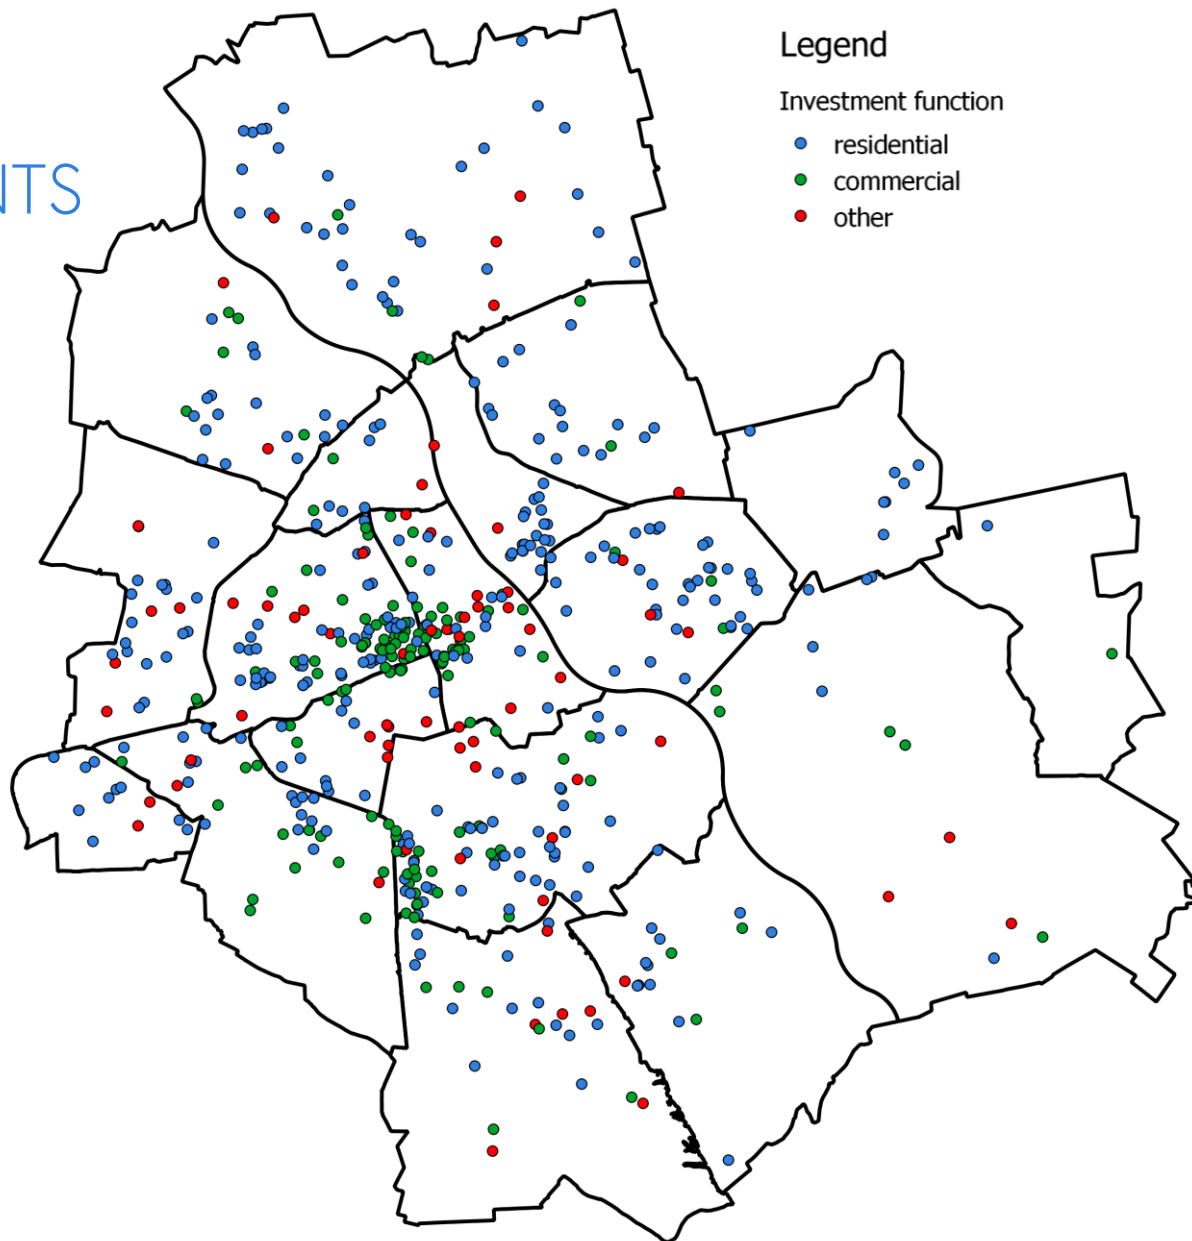 Legend
Investment function
residential
commercial
other
NTS